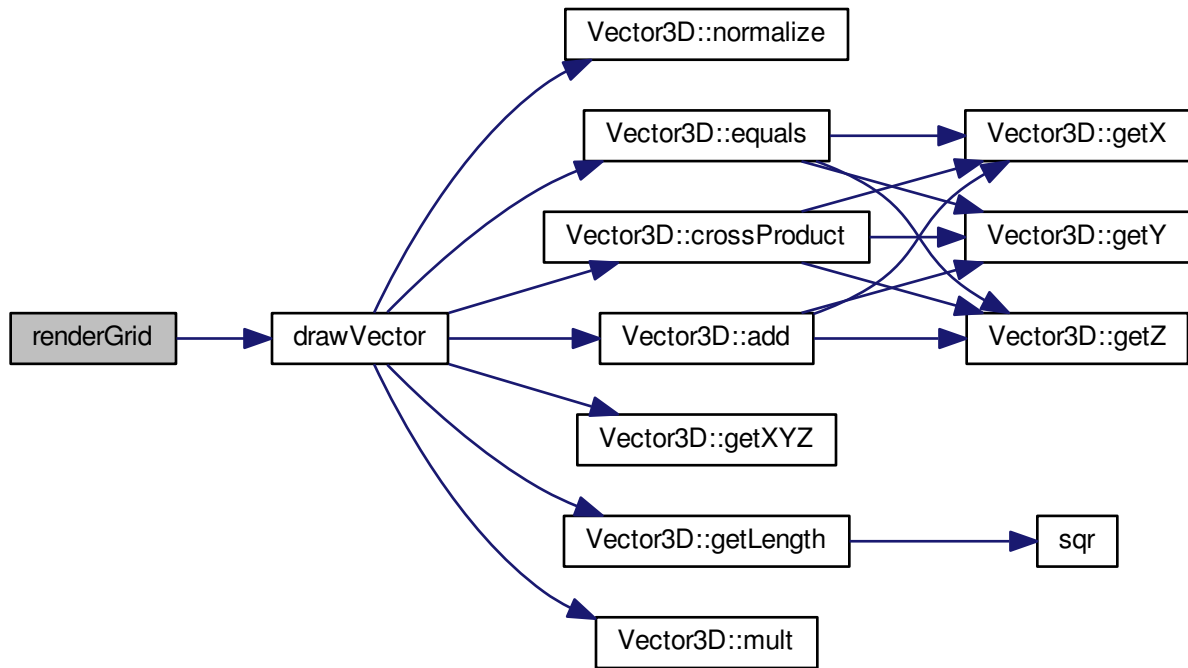 renderGrid
drawVector
Vector3D::normalize
Vector3D::equals
Vector3D::crossProduct
Vector3D::add
Vector3D::getXYZ
Vector3D::getLength
Vector3D::mult
Vector3D::getX
Vector3D::getY
Vector3D::getZ
sqr